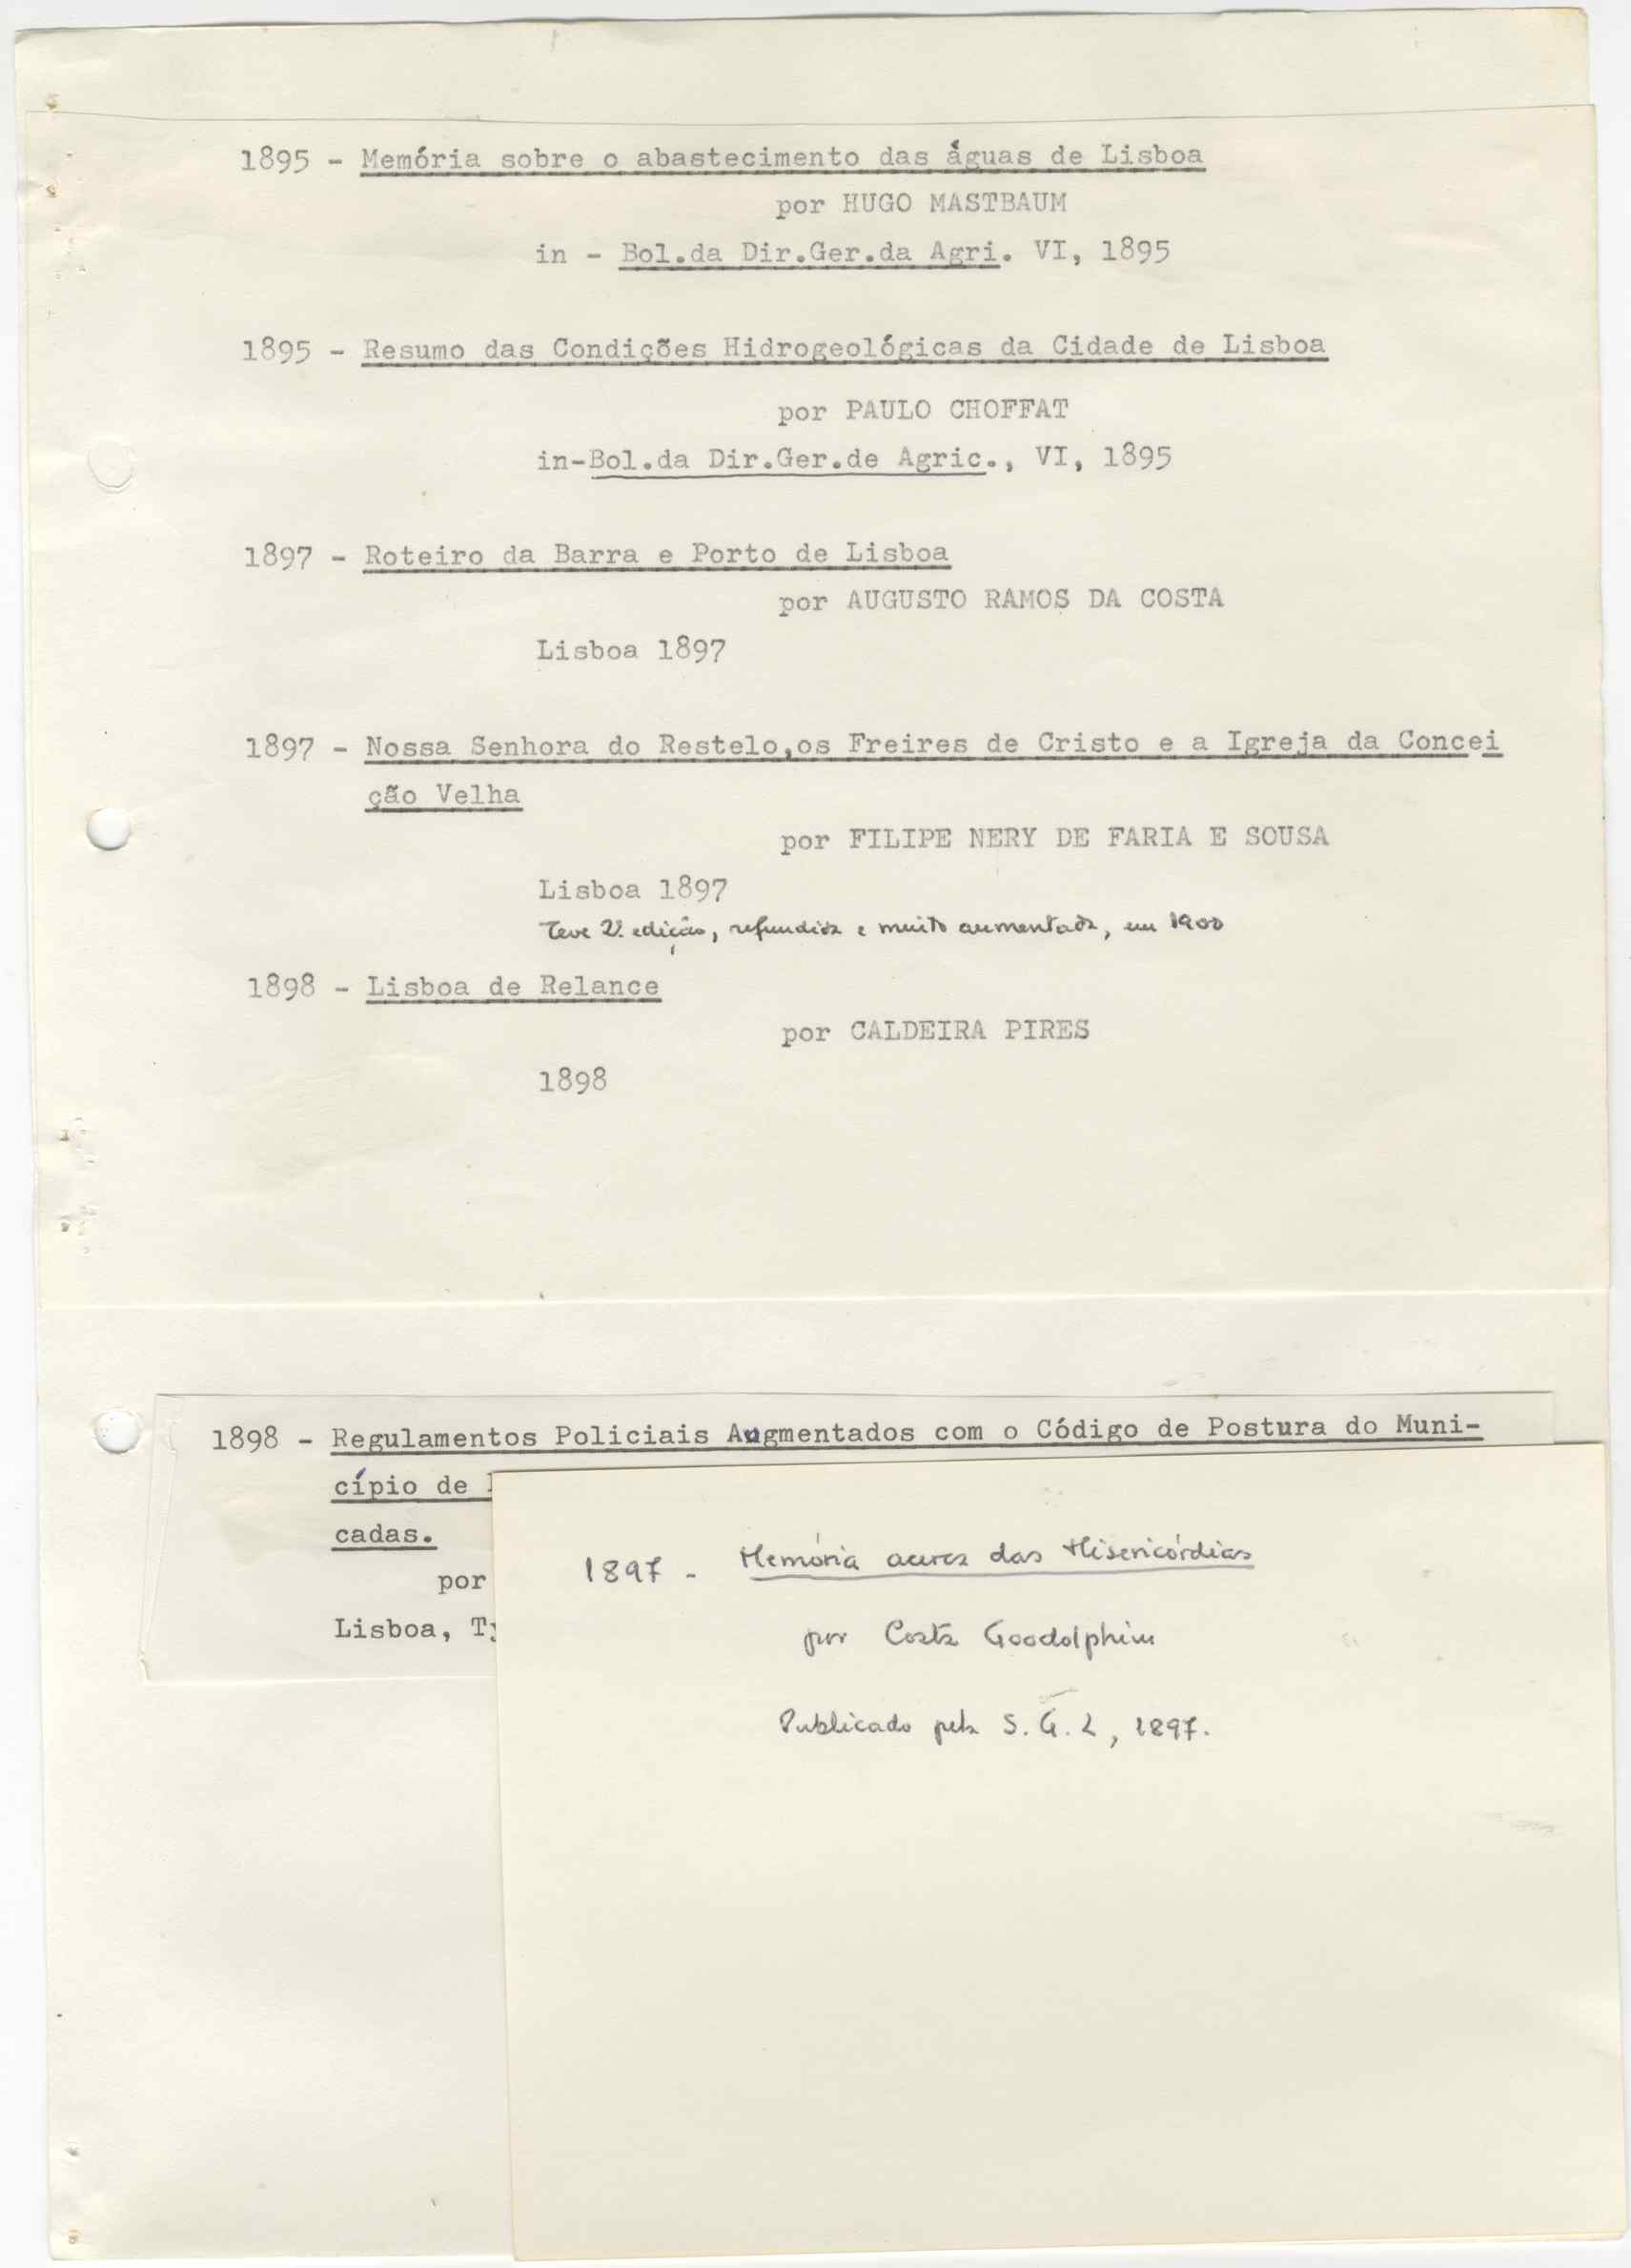 1895 - Memória sobre o abastecimento das águas de Lisboa
por HUGO MASTBAUM
in - Bol.da Dir.Ger.da Agri. VI, 1895
1895 - Resumo das Condições Hidrogeológicas da Cidade de Lisboa
por PAULO CHOFFAT
in-Bol.da Dir.Ger.de Agric., VI, 1895
1897 - Roteiro da Barra e Porto de Lisboa
por AUGUSTO RAMOS DA COSTA
Lisboa 1897
1897 - Nossa Senhora do Restelo,os Freires de Cristo e a Igreja da Concei
ção Velha
por FILIPE NERY DE FARIA E SOUSA
Lisboa 1897
Teve 2ª. edição, refundida e muito aumentada, em 1900
1898 - Lisboa de Relance
por CALDEIRA PIRES
1898
1898 - Regulamentos Policiais Augmentados com o Código de Postura do Muni-
cípio de
cadas.
por
Lisboa,
1897 - Memória acerca das Misericórdias
por Costa Goodolphim
Publicado pela S. G. L, 1897.